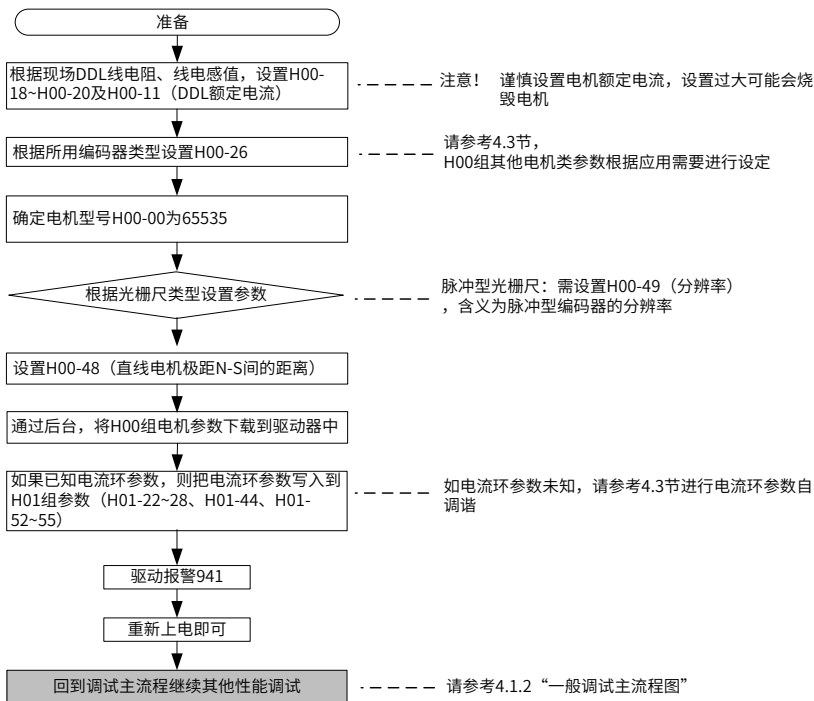 准备
根据现场DDL线电阻、线电感值，设置H00-
18~H00-20及H00-11（DDL额定电流）
注意！ 谨慎设置电机额定电流，设置过大可能会烧
毁电机
根据所用编码器类型设置H00-26
请参考4.3节，
H00组其他电机类参数根据应用需要进行设定
确定电机型号H00-00为65535
根据光栅尺类型设置参数
脉冲型光栅尺：需设置H00-49（分辨率）
，含义为脉冲型编码器的分辨率
设置H00-48（直线电机极距N-S间的距离）
通过后台，将H00组电机参数下载到驱动器中
如果已知电流环参数，则把电流环参数写入到
H01组参数（H01-22~28、H01-44、H01-
52~55）
如电流环参数未知，请参考4.3节进行电流环参数自
调谐
驱动报警941
重新上电即可
回到调试主流程继续其他性能调试
请参考4.1.2“一般调试主流程图”